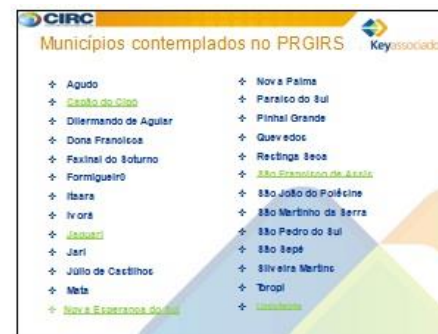 CIRC
Municípios contemplados no PRGIRS
Keyassociados
Agudo
Capão do Cipó
Dilermando de Aguiar
Dona Francisca
Faxinal do Soturno
Formigueiro
Itaara
Ivorá
Jaguari
Jari
Júlio de Castilhos
Mata
Nova Esperança do Sul
Nova Palma
Paraíso do Sul
Pinhal Grande
Quevedos
Restinga Seca
São Francisco de Assis
São João do Polêsine
São Martinho da Serra
São Pedro do Sul
São Sepé
Silveira Martins
Toropi
Unistalda